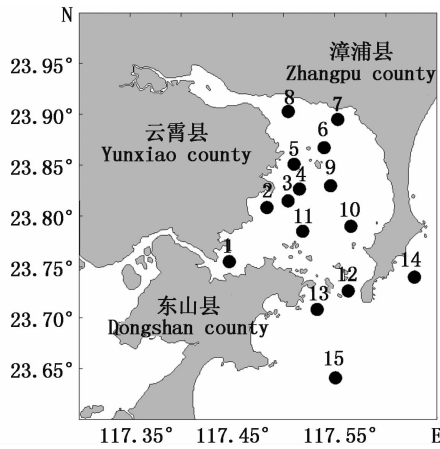 N
漳浦县
Zhangpu county
23.95°
23.90°
8
7
云霄县
Yunxiao county
6
23.85°
5
4
9
3
2
23.80°
11
10
1
23.75°
14
12
东山县
13
23.70°
Dongshan county
15
23.65°
117.35° 117.45° 117.55° E